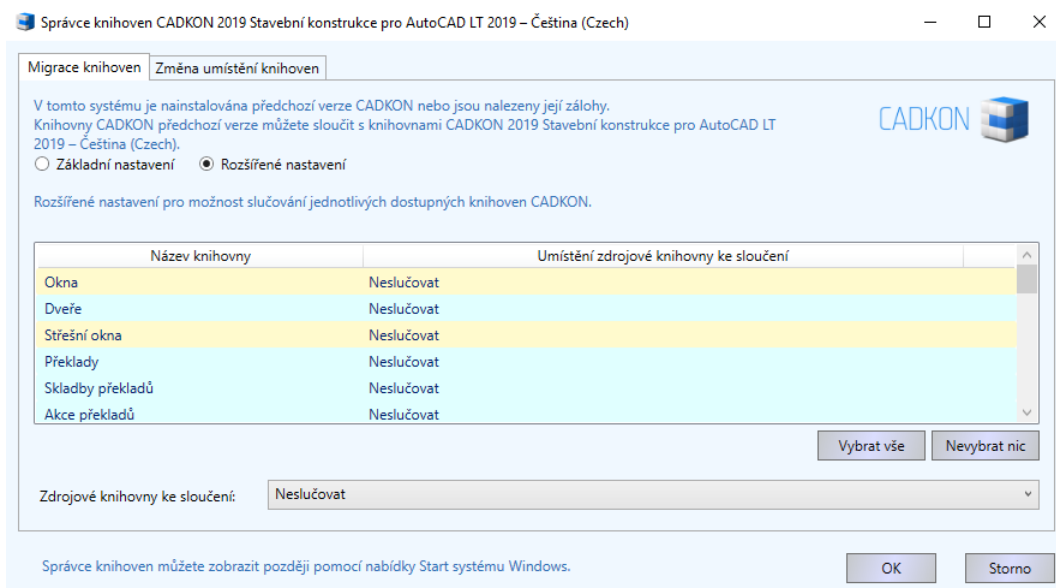 Správce knihoven CADKON 2019 Stavební konstrukce pro AutoCAD LT 2019 – Čeština (Czech)
Migrace knihoven
Změna umístění knihoven
V tomto systému je nainstalována předchozí verze CADKON nebo jsou nalezeny její zálohy.
Knihovny CADKON předchozí verze můžete sloučit s knihovnami CADKON 2019 Stavební konstrukce pro AutoCAD LT
2019 – Čeština (Czech).
CADKON
Základní nastavení
Rozšířené nastavení
Rozšířené nastavení pro možnost slučování jednotlivých dostupných knihoven CADKON.
Název knihovny
Umístění zdrojové knihovny ke sloučení
Okna Neslučovat
Dveře Neslučovat
Střešní okna Neslučovat
Překlady Neslučovat
Skladby překladů Neslučovat
Akce překladů Neslučovat
Vybrat vše
Nevybrat nic
Zdrojové knihovny ke sloučení: Neslučovat
Správce knihoven můžete zobrazit později pomocí nabídky Start systému Windows.
OK
Storno